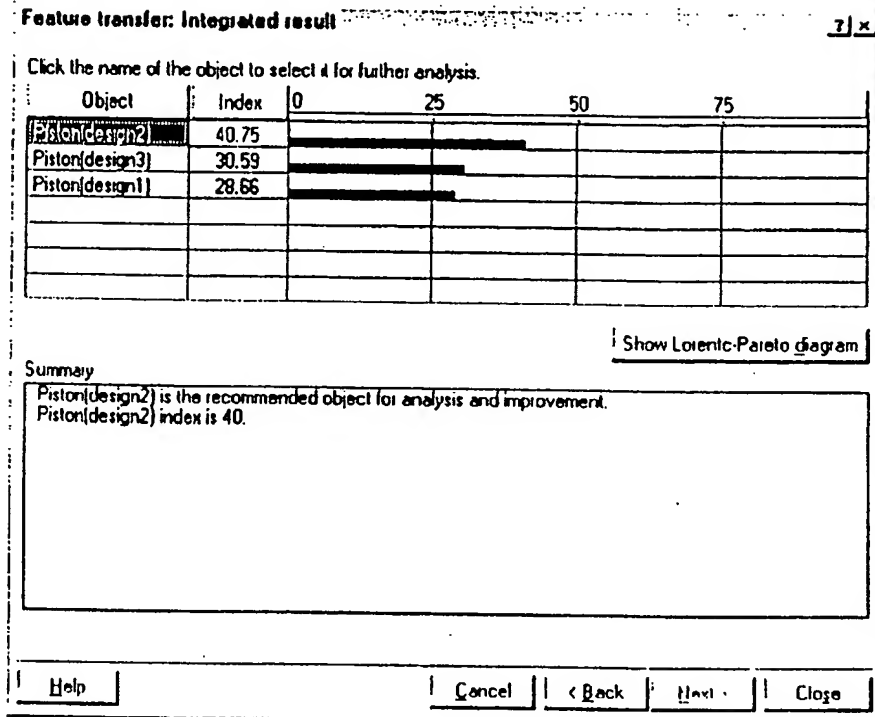 Feature transfer: Integrated result ? ×
Click the name of the object to select it for further analysis.
Object Index 0 25 50 75
Piston(design2) 40.75
Piston(design3) 30.59
Piston(design1) 28.66
Show Lorentc-Pareto diagram
Summary
Piston(design2) is the recommended object for analysis and improvement.
Piston(design2) index is 40.
Help Cancel < Back Next > Close